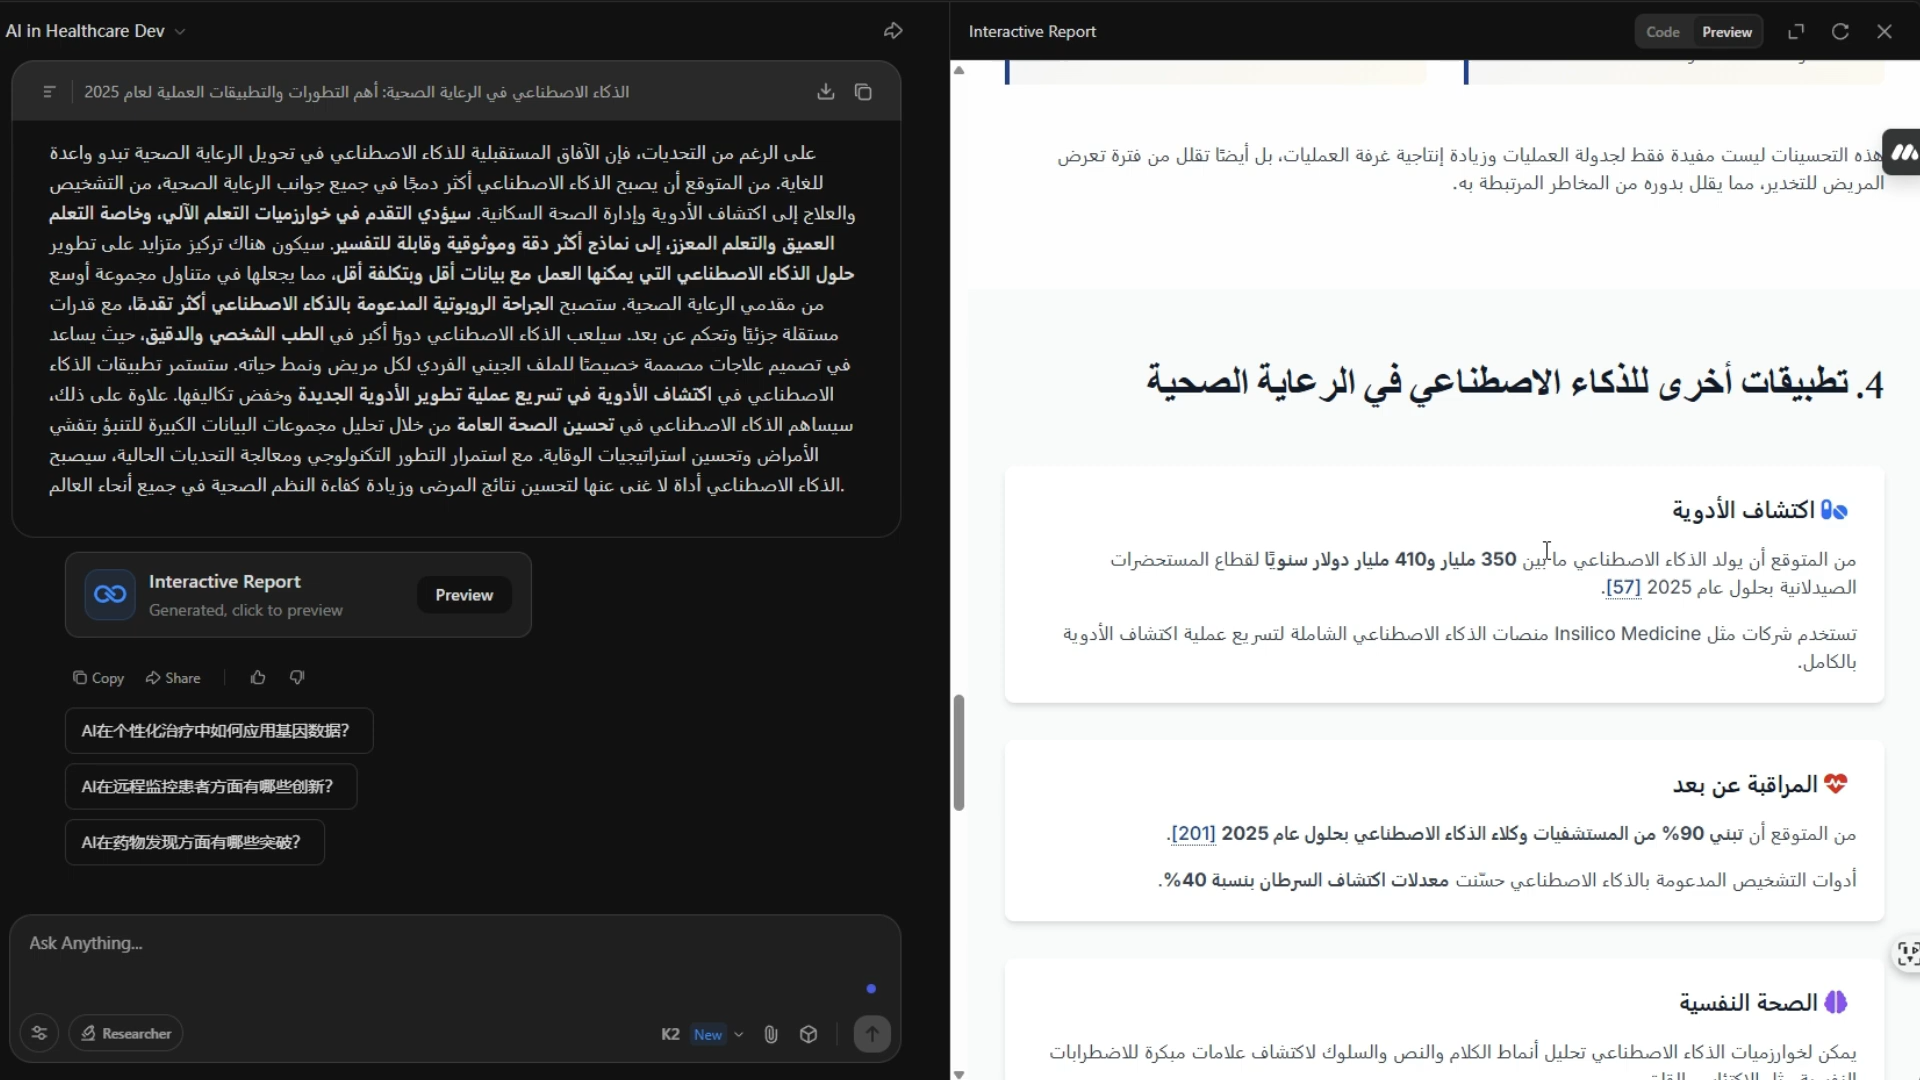 AI in Healthcare Dev
الذكاء الاصطناعي في الرعاية الصحية: أهم التطورات والتطبيقات العملية لعام 2025
على الرغم من التحديات، فإن الآفاق المستقبلية للذكاء الاصطناعي في تحويل الرعاية الصحية تبدو واعدة
للغاية. من المتوقع أن يصبح الذكاء الاصطناعي أكثر دمجًا في جميع جوانب الرعاية الصحية، من التشخيص
والعلاج إلى اكتشاف الأدوية وإدارة الصحة السكانية. سيؤدي التقدم في خوارزميات التعلم الآلي، وخاصة التعلم
العميق والتعلم المعزز، إلى نماذج أكثر دقة وموثوقية وقابلة للتفسير. سيكون هناك تركيز متزايد على تطوير
حلول الذكاء الاصطناعي التي يمكنها العمل مع بيانات أقل وبتكلفة أقل، مما يجعلها في متناول مجموعة أوسع
من مقدمي الرعاية الصحية. ستصبح الجراحة الروبوتية المدعومة بالذكاء الاصطناعي أكثر تقدمًا، مع قدرات
مستقلة جزئيًا وتحكم عن بعد. سيلعب الذكاء الاصطناعي دورًا أكبر في الطب الشخصي والدقيق، حيث يساعد
في تصميم علاجات مصممة خصيصًا للملف الجيني الفردي لكل مريض ونمط حياته. ستستمر تطبيقات الذكاء
الاصطناعي في اكتشاف الأدوية في تسريع عملية تطوير الأدوية الجديدة وخفض تكاليفها. علاوة على ذلك،
سيساهم الذكاء الاصطناعي في تحسين الصحة العامة من خلال تحليل مجموعات البيانات الكبيرة للتنبؤ بتفشي
الأمراض وتحسين استراتيجيات الوقاية. مع استمرار التطور التكنولوجي ومعالجة التحديات الحالية، سيصبح
الذكاء الاصطناعي أداة لا غنى عنها لتحسين نتائج المرضى وزيادة كفاءة النظم الصحية في جميع أنحاء العالم.
Interactive Report
Generated, click to preview
Preview
Copy
Share
AI在个性化治疗中如何应用基因数据?
AI在远程监控患者方面有哪些创新?
AI在药物发现方面有哪些突破?
Ask Anything...
Researcher
K2 New
Interactive Report
Code Preview
هذه التحسينات ليست مفيدة فقط لجدولة العمليات وزيادة إنتاجية غرفة العمليات، بل أيضًا تقلل من فترة تعرض
المريض للتخدير، مما يقلل بدوره من المخاطر المرتبطة به.
4. تطبيقات أخرى للذكاء الاصطناعي في الرعاية الصحية
اكتشاف الأدوية
من المتوقع أن يولد الذكاء الاصطناعي ما بين 350 مليار و410 مليار دولار سنويًا لقطاع المستحضرات
الصيدلانية بحلول عام 2025 [57].
تستخدم شركات مثل Insilico Medicine منصات الذكاء الاصطناعي الشاملة لتسريع عملية اكتشاف الأدوية
بالكامل.
المراقبة عن بعد
من المتوقع أن تبني 90% من المستشفيات وكلاء الذكاء الاصطناعي بحلول عام 2025 [201].
أدوات التشخيص المدعومة بالذكاء الاصطناعي حسّنت معدلات اكتشاف السرطان بنسبة 40%.
الصحة النفسية
يمكن لخوارزميات الذكاء الاصطناعي تحليل أنماط الكلام والنص والسلوك لاكتشاف علامات مبكرة للاضطرابات